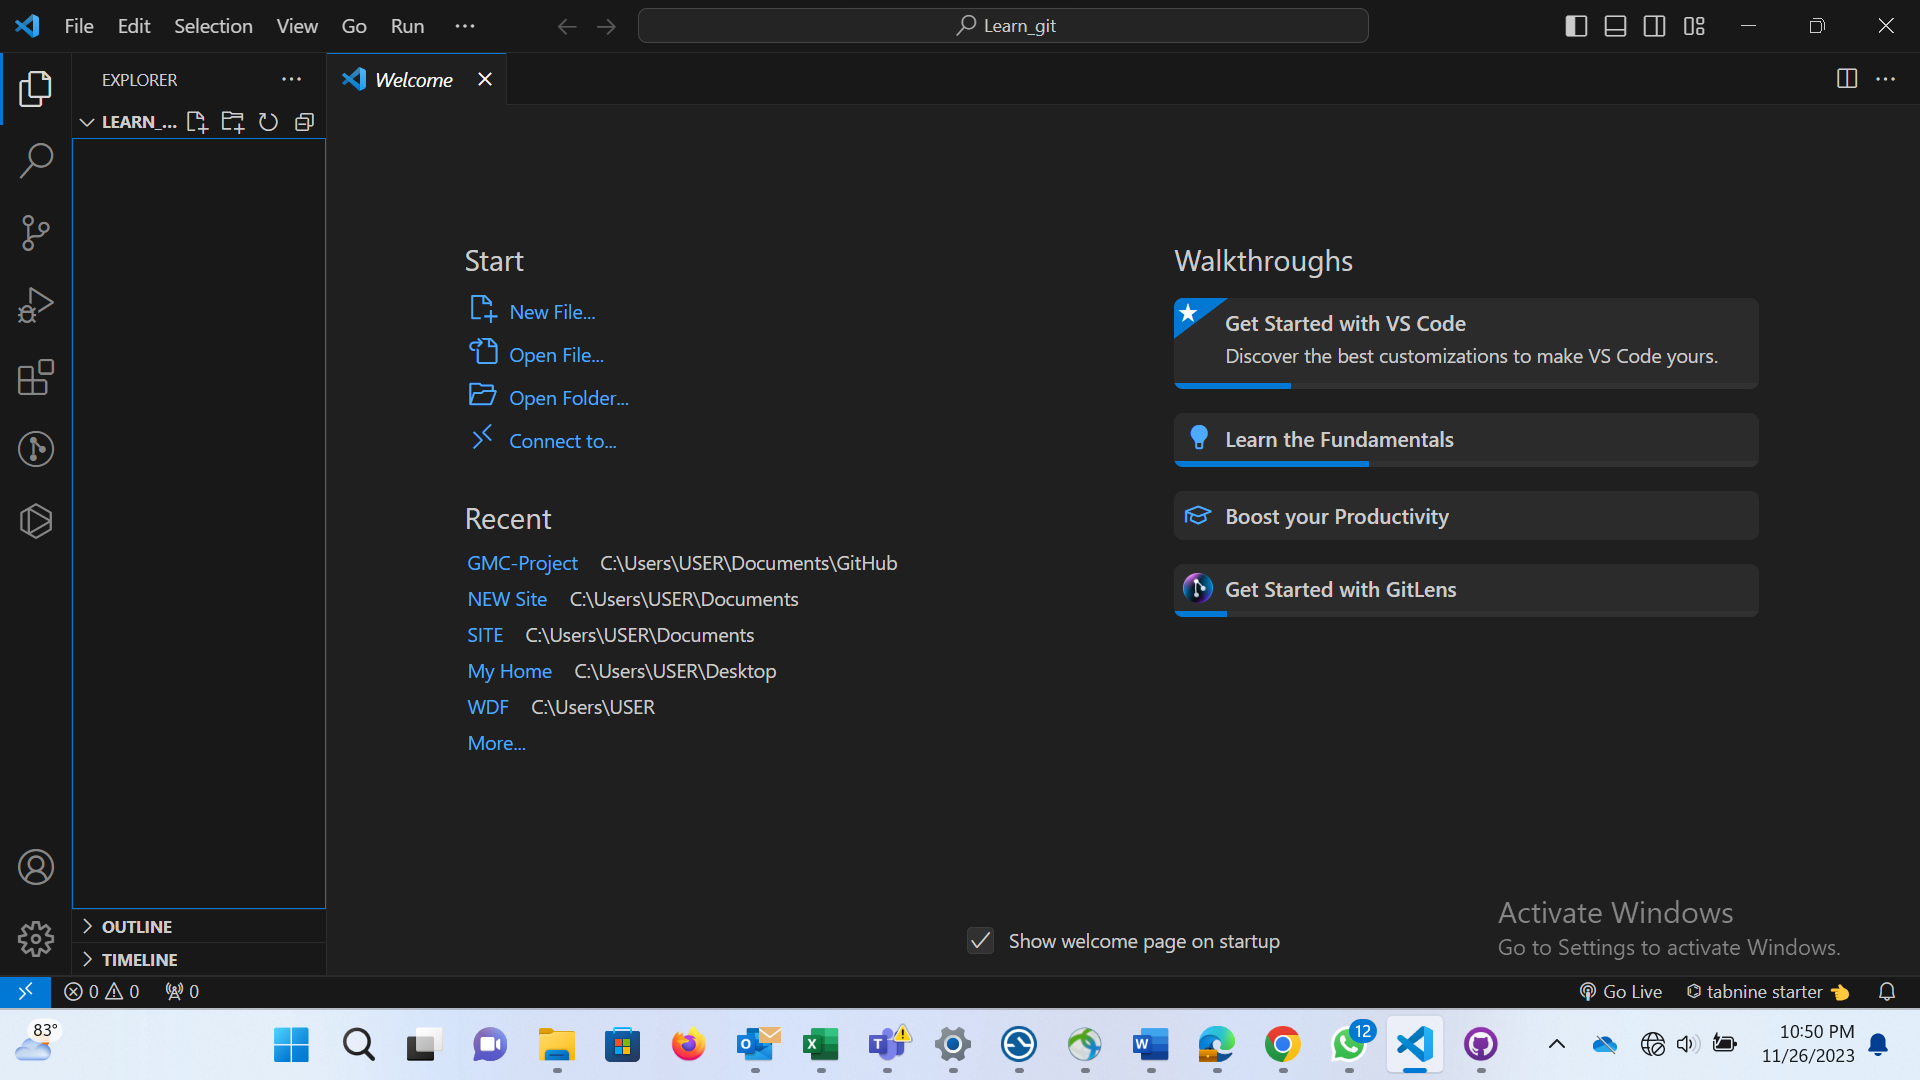 File Edit Selection View Go Run ···
Learn_git
EXPLORER ···
Welcome
LEARN_...
Start
New File...
Open File...
Open Folder...
Connect to...
Recent
GMC-Project C:\Users\USER\Documents\GitHub
NEW Site C:\Users\USER\Documents
SITE C:\Users\USER\Documents
My Home C:\Users\USER\Desktop
WDF C:\Users\USER
More...
Walkthroughs
Get Started with VS Code
Discover the best customizations to make VS Code yours.
Learn the Fundamentals
Boost your Productivity
Get Started with GitLens
OUTLINE
TIMELINE
Show welcome page on startup
Activate Windows
Go to Settings to activate Windows.
0 0 0
Go Live tabnine starter
83°
12
10:50 PM
11/26/2023